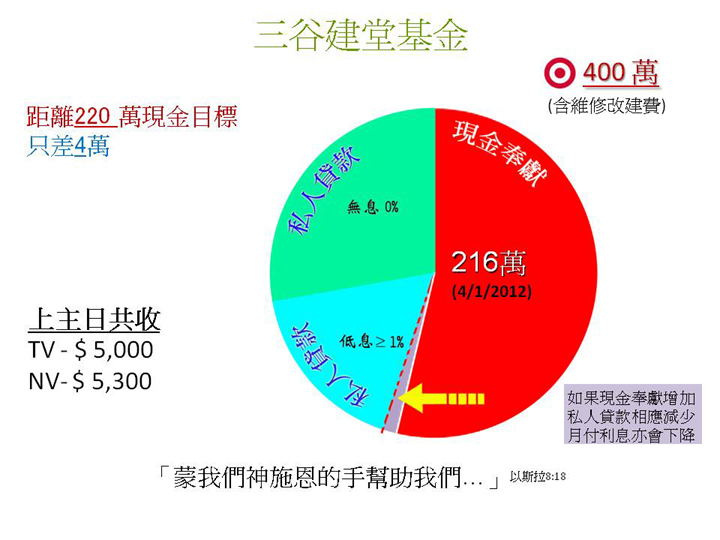 三谷建堂基金
400 萬
(含維修改建費)
距離220 萬現金目標
只差4萬
現金奉獻
私人貸款
無息 0%
216萬
(4/1/2012)
上主日共收
TV - $ 5,000
NV- $ 5,300
私人貸款
低息≥1%
如果現金奉獻增加
私人貸款相應減少
月付利息亦會下降
「蒙我們神施恩的手幫助我們…」以斯拉8:18